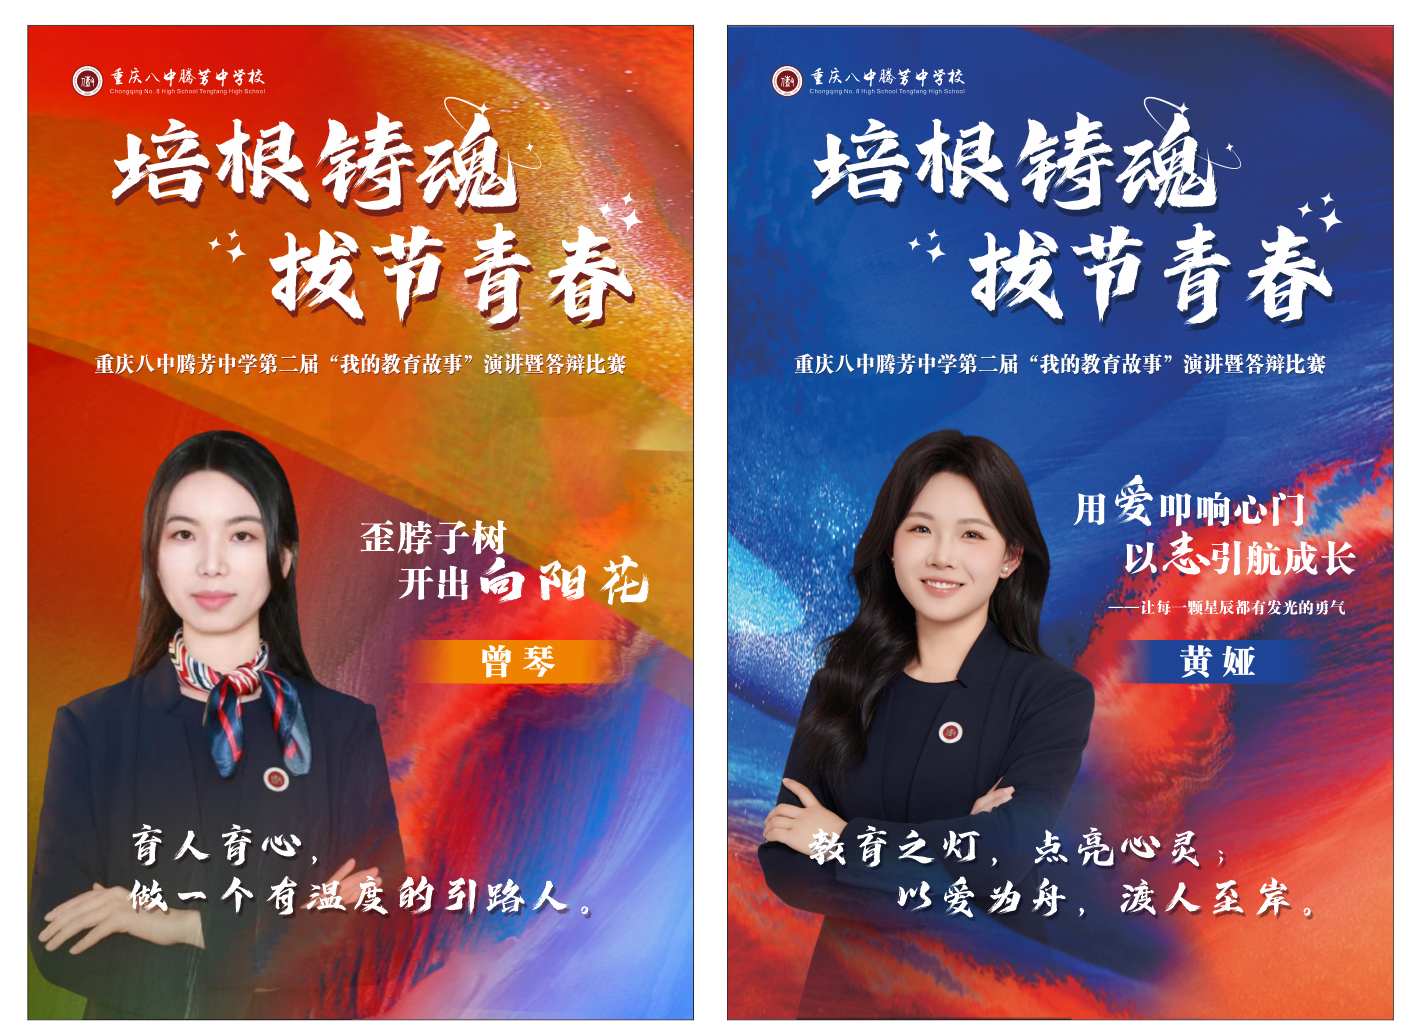 重庆八中腾芳中学校
Chongqing No. 8 High School Tengfang High School
培根铸魂
拔节青春
重庆八中腾芳中学第二届“我的教育故事”演讲暨答辩比赛
歪脖子树
开出向阳花
曾琴
育人育心，
做一个有温度的引路人。
重庆八中腾芳中学校
Chongqing No. 8 High School Tengfang High School
培根铸魂
拔节青春
重庆八中腾芳中学第二届“我的教育故事”演讲暨答辩比赛
用爱叩响心门
以志引航成长
——让每一颗星辰都有发光的勇气
黄娅
教育之灯，点亮心灵；
以爱为舟，渡人至岸。